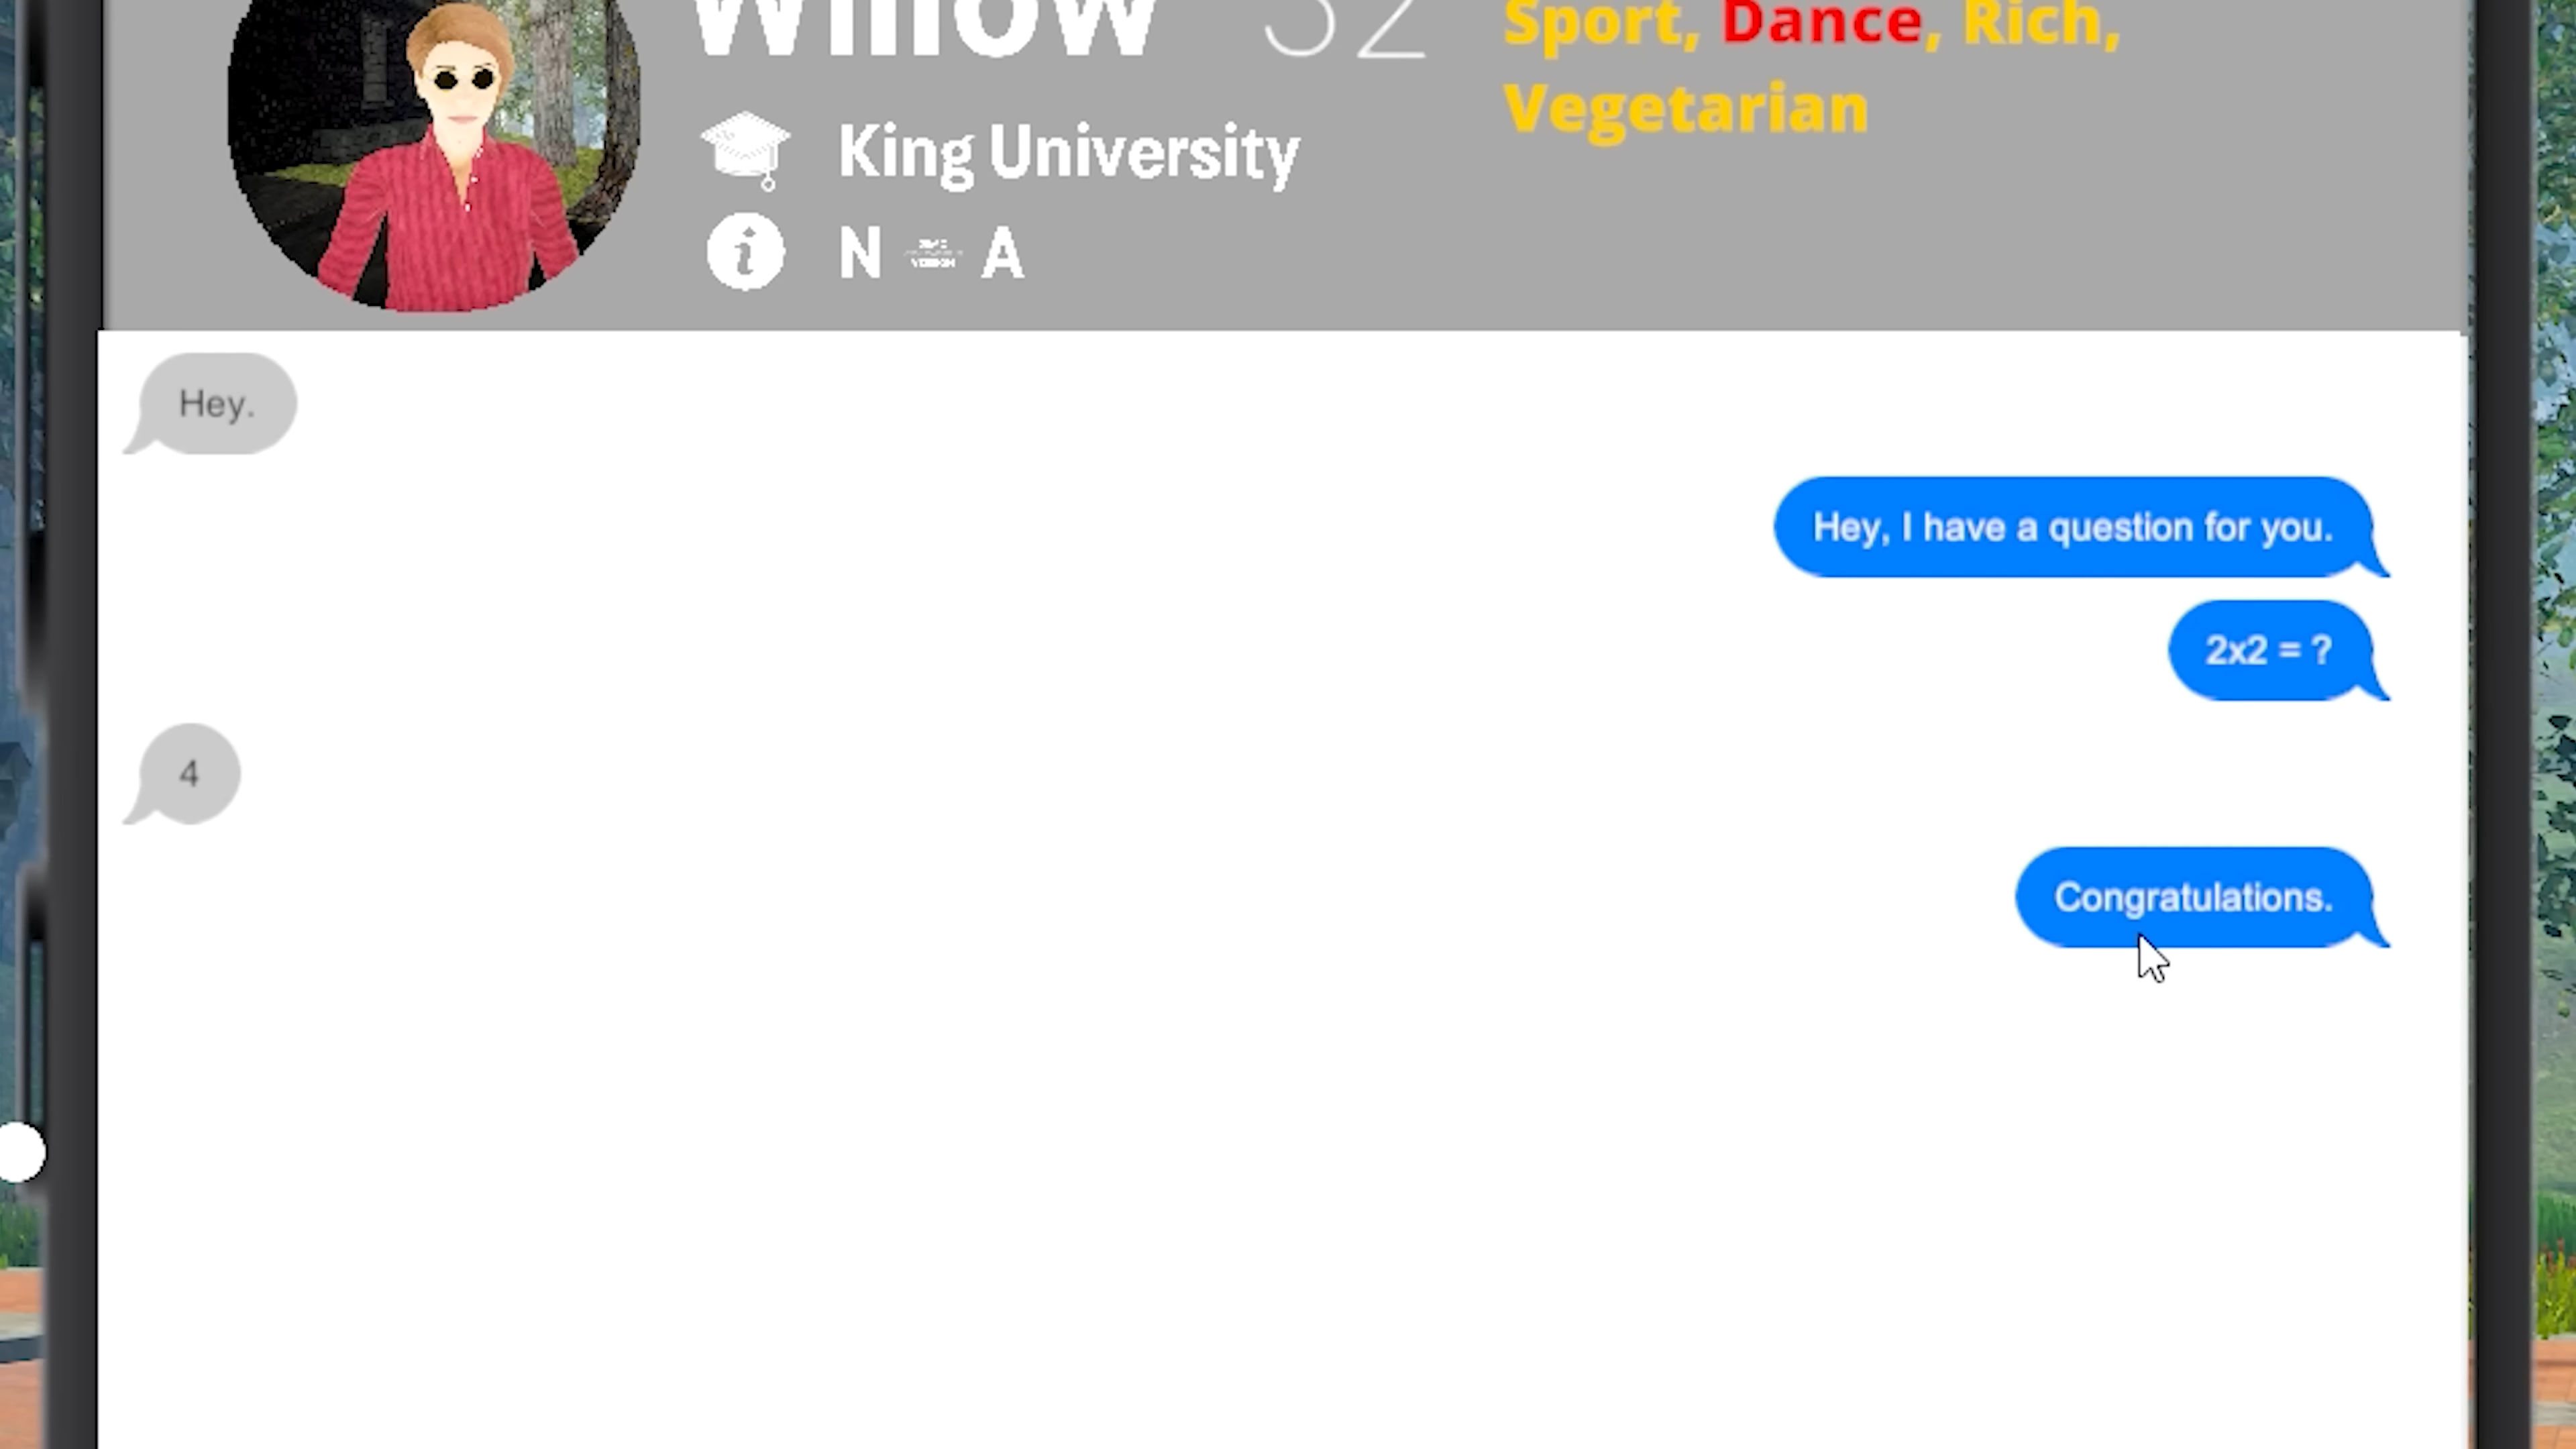 Willow 32
Sport, Dance, Rich,
Vegetarian
King University
N A
Hey.
Hey, I have a question for you.
2x2 = ?
4
Congratulations.